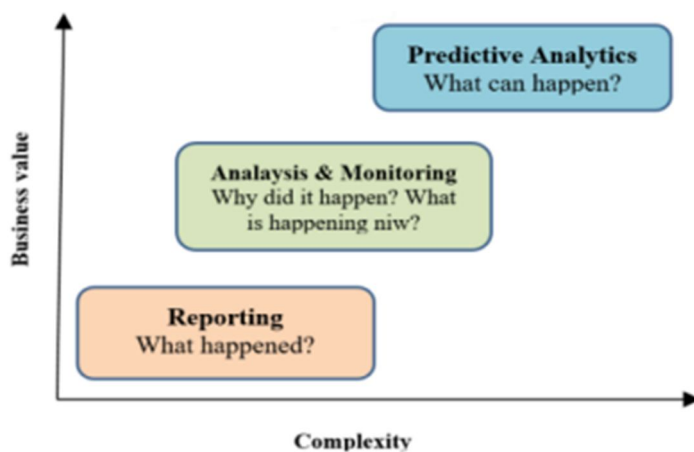 Predictive Analytics
What can happen?
Analaysis & Monitoring
Why did it happen? What
is happening niw?
Reporting
What happened?
Business value
Complexity